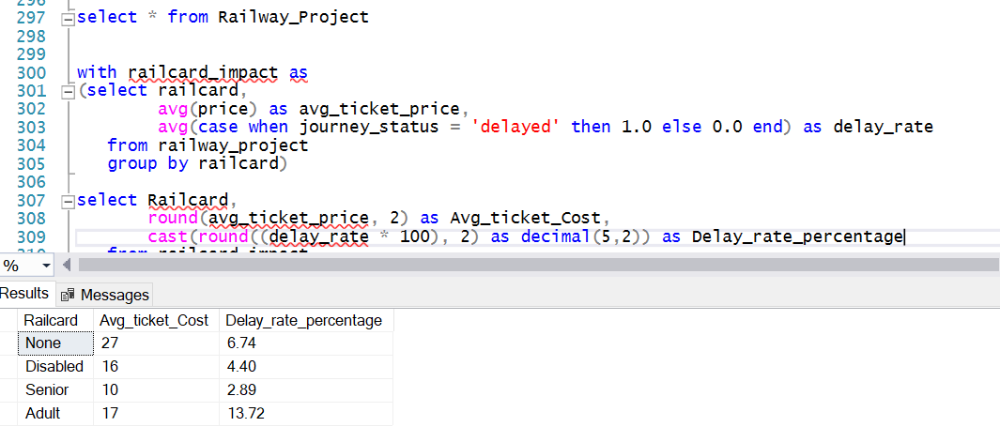 296
297 select * from Railway_Project
298
299
300 with railcard_impact as
301 (select railcard,
302 avg(price) as avg_ticket_price,
303 avg(case when journey_status = 'delayed' then 1.0 else 0.0 end) as delay_rate
304 from railway_project
305 group by railcard)
306
307 select Railcard,
308 round(avg_ticket_price, 2) as Avg_ticket_Cost,
309 cast(round((delay_rate * 100), 2) as decimal(5,2)) as Delay_rate_percentage
310 from railcard_impact
%
Results Messages
Railcard Avg_ticket_Cost Delay_rate_percentage
None 27 6.74
Disabled 16 4.40
Senior 10 2.89
Adult 17 13.72